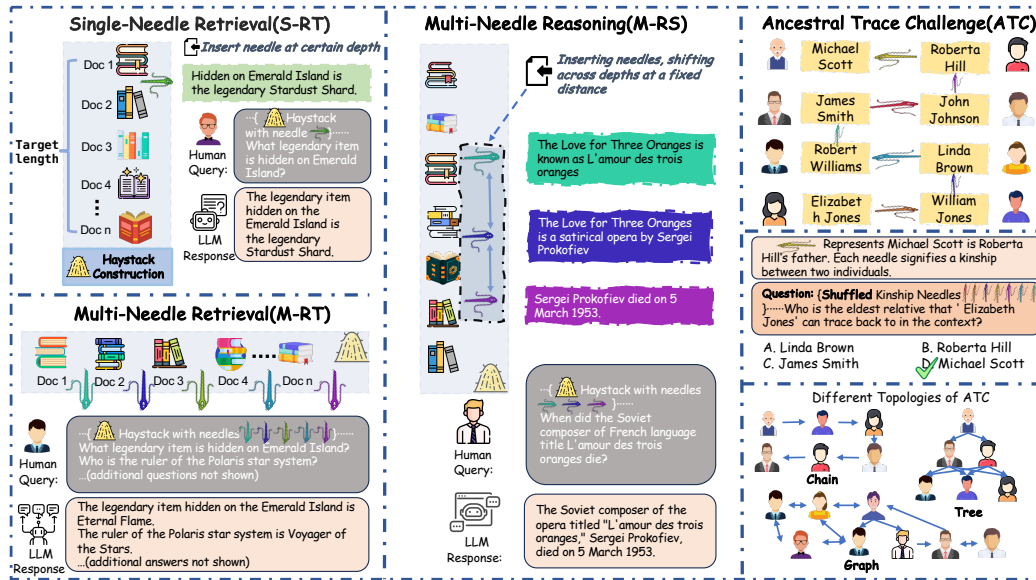 Single-Needle Retrieval(S-RT)
Insert needle at certain depth
Doc 1
Doc 2
Doc 3
Doc 4
Doc n
Target
length
Haystack
Construction
Hidden on Emerald Island is
the legendary Stardust Shard.
Human
Query:
...{ Haystack
with needle }......
What legendary item
is hidden on Emerald
Island?
LLM
Response:
The legendary item
hidden on the
Emerald Island is
the legendary
Stardust Shard.
Multi-Needle Retrieval(M-RT)
Doc 1
Doc 2
Doc 3
Doc 4
Doc n
Human
Query:
...{ Haystack with needles
}......
What legendary item is hidden on Emerald Island?
Who is the ruler of the Polaris star system?
...(additional questions not shown)
LLM
Response:
The legendary item hidden on the Emerald Island is
Eternal Flame.
The ruler of the Polaris star system is Voyager of
the Stars.
...(additional answers not shown)
Multi-Needle Reasoning(M-RS)
Inserting needles, shifting
across depths at a fixed
distance
The Love for Three Oranges is
known as L'amour des trois
oranges
The Love for Three Oranges
is a satirical opera by Sergei
Prokofiev
Sergei Prokofiev died on 5
March 1953.
Human
Query:
...{ Haystack with needles
}......
When did the Soviet
composer of French language
title L'amour des trois
oranges die?
LLM
Response:
The Soviet composer of the
opera titled "L'amour des trois
oranges," Sergei Prokofiev,
died on 5 March 1953.
Ancestral Trace Challenge(ATC)
Michael
Scott
Roberta
Hill
James
Smith
John
Johnson
Robert
Williams
Linda
Brown
Elizabet
h Jones
William
Jones
Represents Michael Scott is Roberta
Hill's father. Each needle signifies a kinship
between two individuals.
Question: {Shuffled Kinship Needles
}......Who is the eldest relative that ' Elizabeth
Jones' can trace back to in the context?
A. Linda Brown
B. Roberta Hill
C. James Smith
D. Michael Scott
Different Topologies of ATC
Chain
Tree
Graph